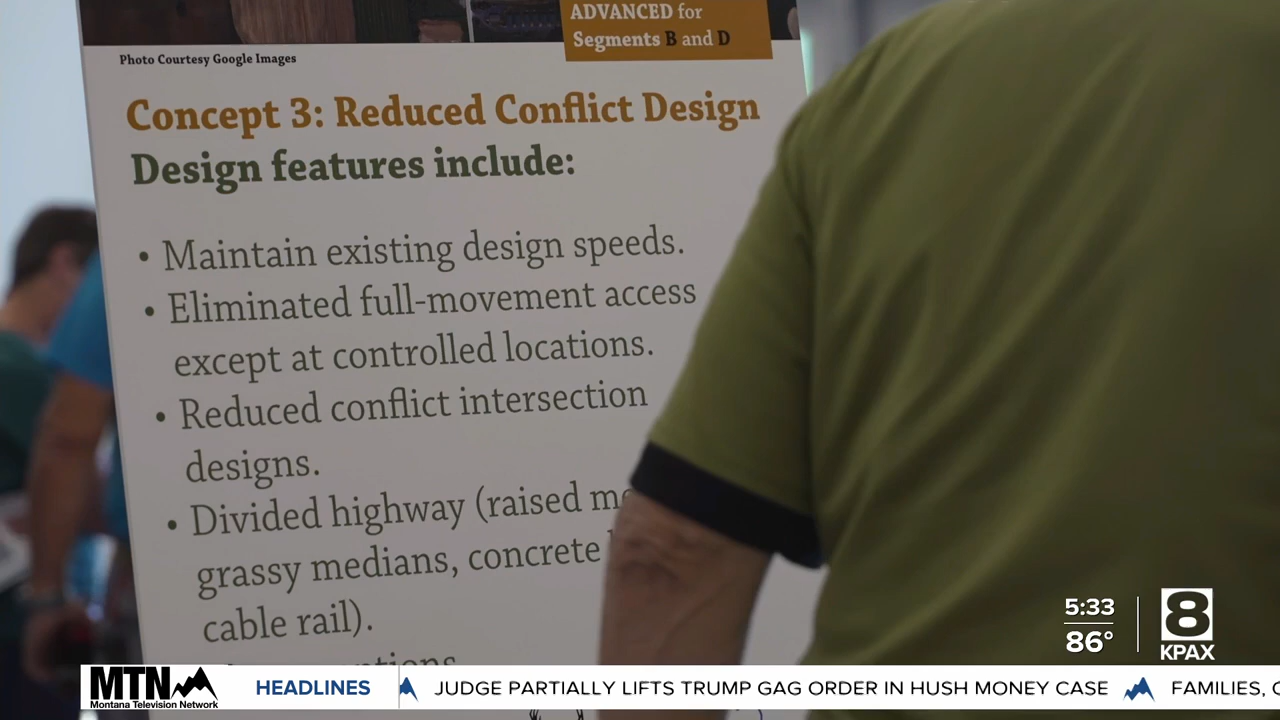 ADVANCED for
Segments B and D
Photo Courtesy Google Images
Concept 3: Reduced Conflict Design
Design features include:
• Maintain existing design speeds.
• Eliminated full-movement access
except at controlled locations.
• Reduced conflict intersection
designs.
• Divided highway (raised
grassy medians, concrete
cable rail).
5:33
86°
8
KPAX
MTN
Montana Television Network
HEADLINES
JUDGE PARTIALLY LIFTS TRUMP GAG ORDER IN HUSH MONEY CASE
FAMILIES,